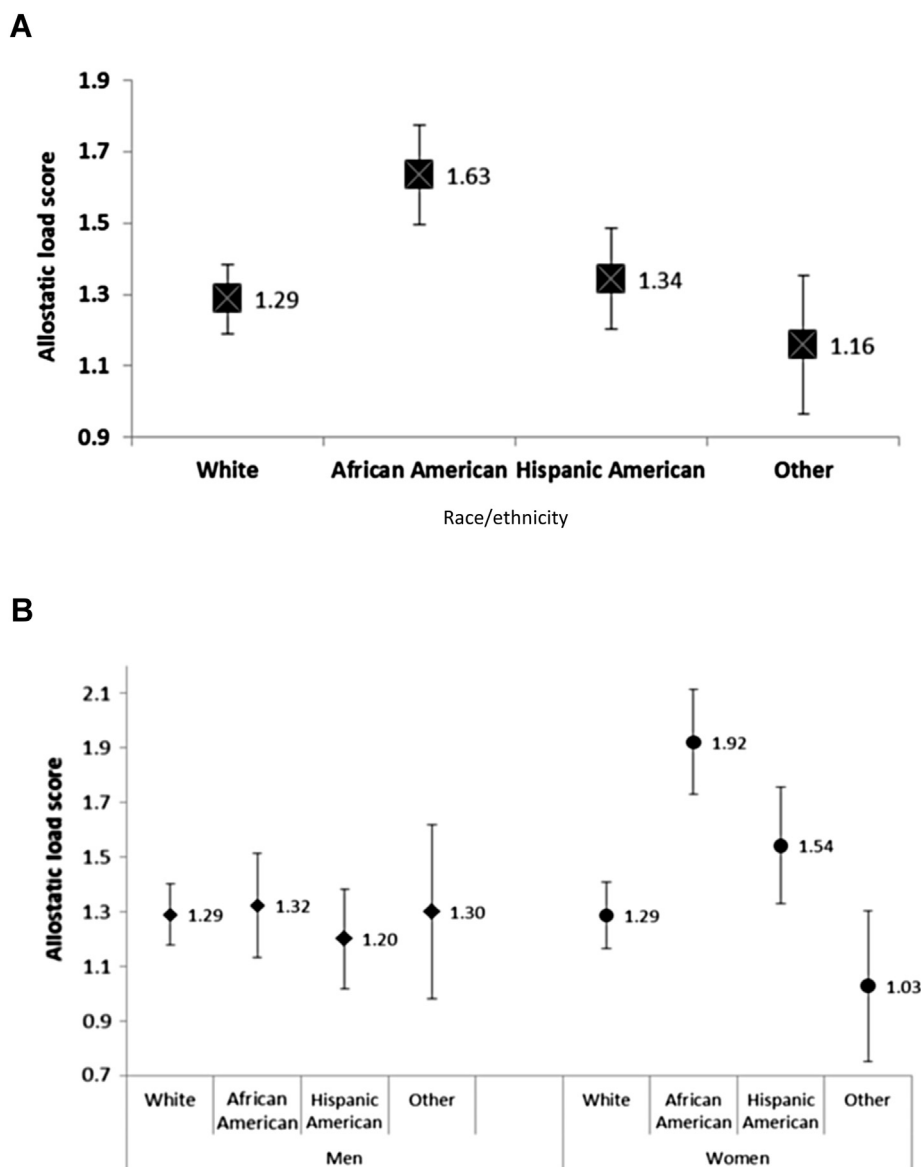 A
Allostatic load score
1.9
1.7
1.5
1.3
1.1
0.9
1.29
1.63
1.34
1.16
White African American Hispanic American Other
Race/ethnicity
B
Allostatic load score
2.1
1.9
1.7
1.5
1.3
1.1
0.9
0.7
1.29
1.32
1.20
1.30
1.29
1.92
1.54
1.03
White African Hispanic Other White African Hispanic Other
American American American American
Men Women